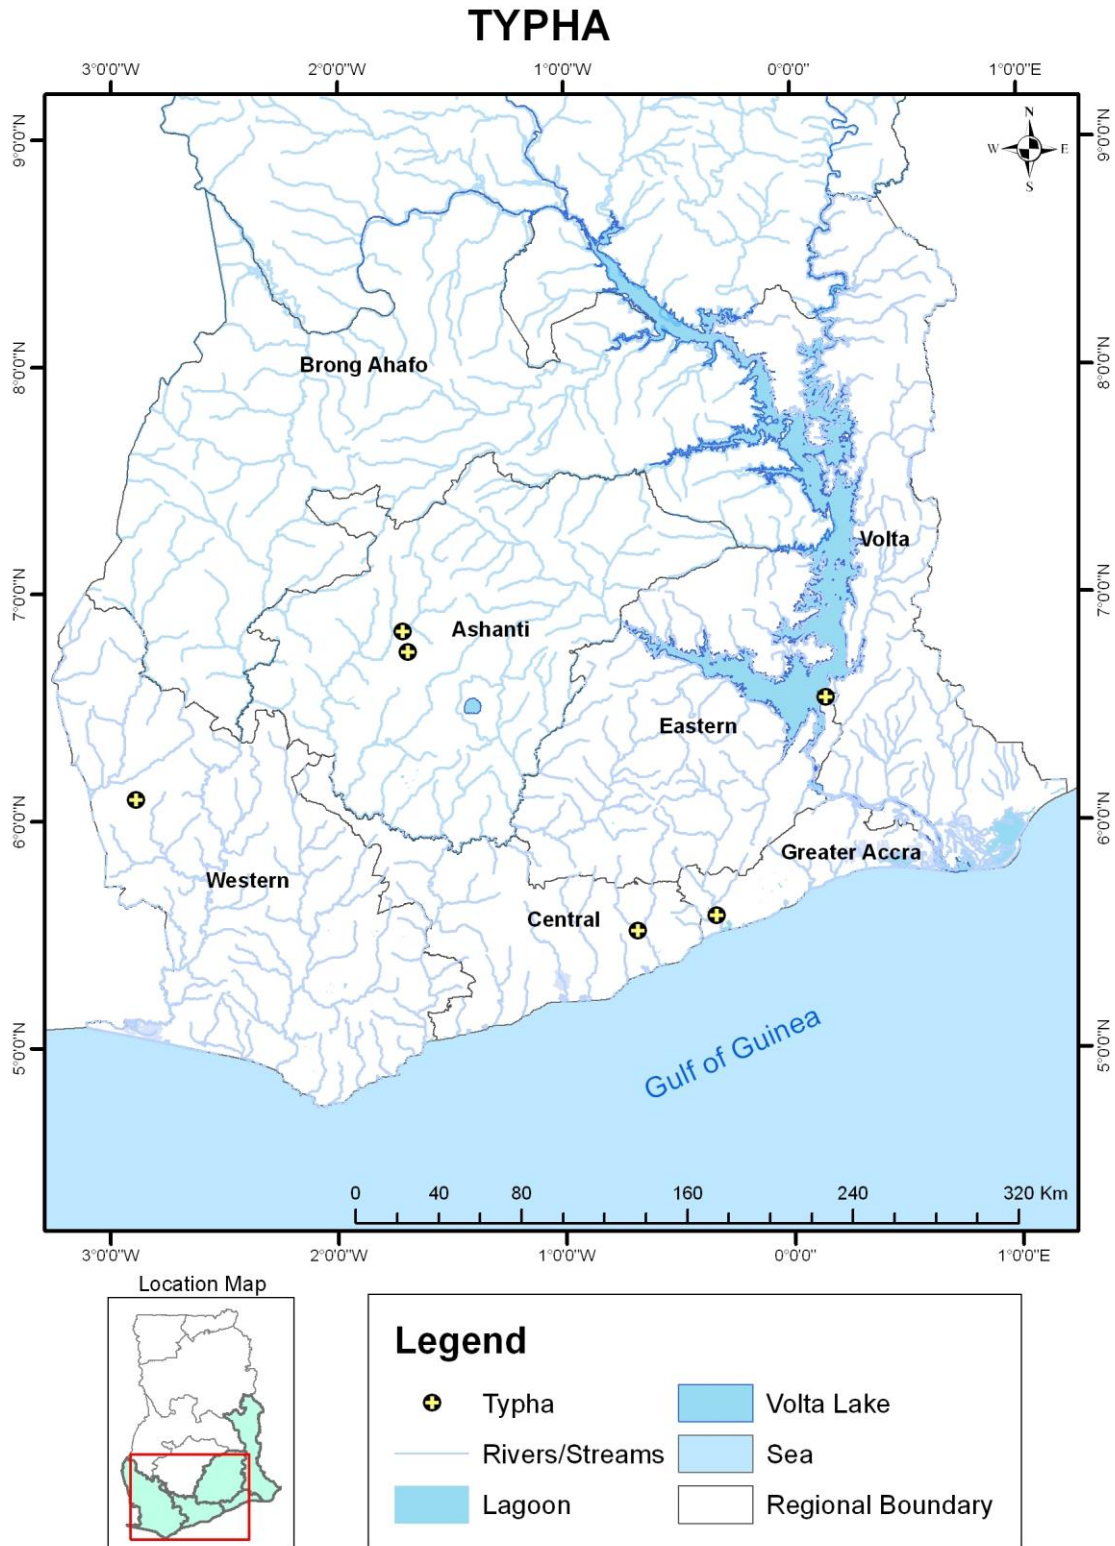 TYPHA
3°0'0"W 2°0'0"W 1°0'0"W 0°0'0" 1°0'0"E
9°0'0"N
9°0'0"N
N
W E
S
8°0'0"N
Brong Ahafo
8°0'0"N
Volta
7°0'0"N
7°0'0"N
Ashanti
Eastern
6°0'0"N
6°0'0"N
Greater Accra
Western
Central
5°0'0"N
5°0'0"N
Gulf of Guinea
0 40 80 160 240 320 Km
3°0'0"W 2°0'0"W 1°0'0"W 0°0'0" 1°0'0"E
Location Map
Legend
Typha
Volta Lake
Rivers/Streams
Sea
Lagoon
Regional Boundary